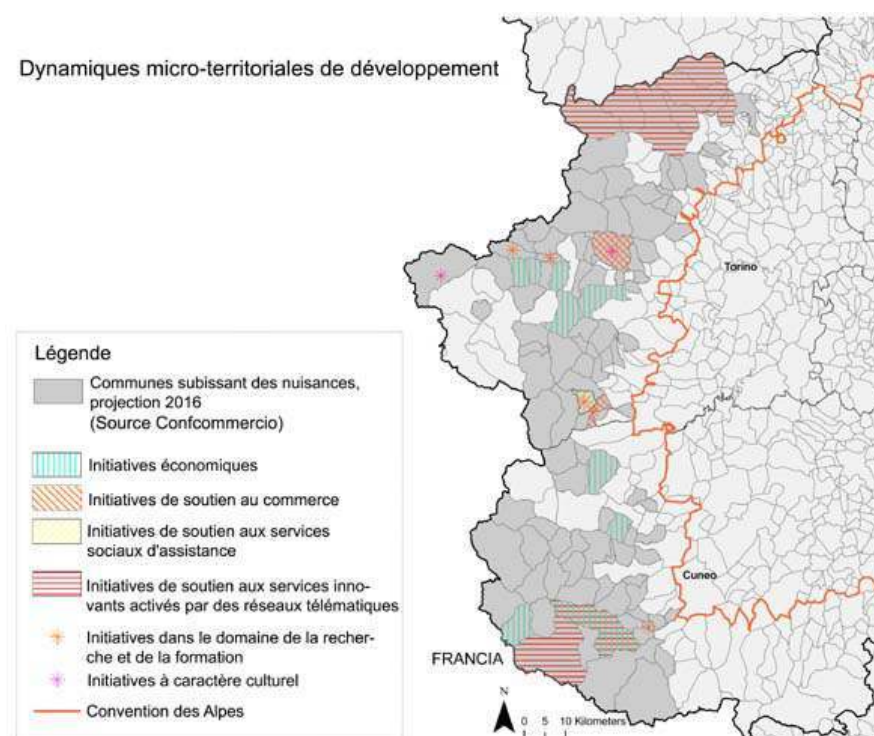 Dynamiques micro-territoriales de développement
Torino
Légende
Communes subissant des nuisances,
projection 2016
(Source Confcommercio)
Initiatives économiques
Initiatives de soutien au commerce
Initiatives de soutien aux services
sociaux d'assistance
Initiatives de soutien aux services inno-
vants activés par des réseaux télématiques
Initiatives dans le domaine de la recher-
che et de la formation
Initiatives à caractère culturel
Convention des Alpes
Cuneo
FRANCIA
N
0 5 10 Kilometers